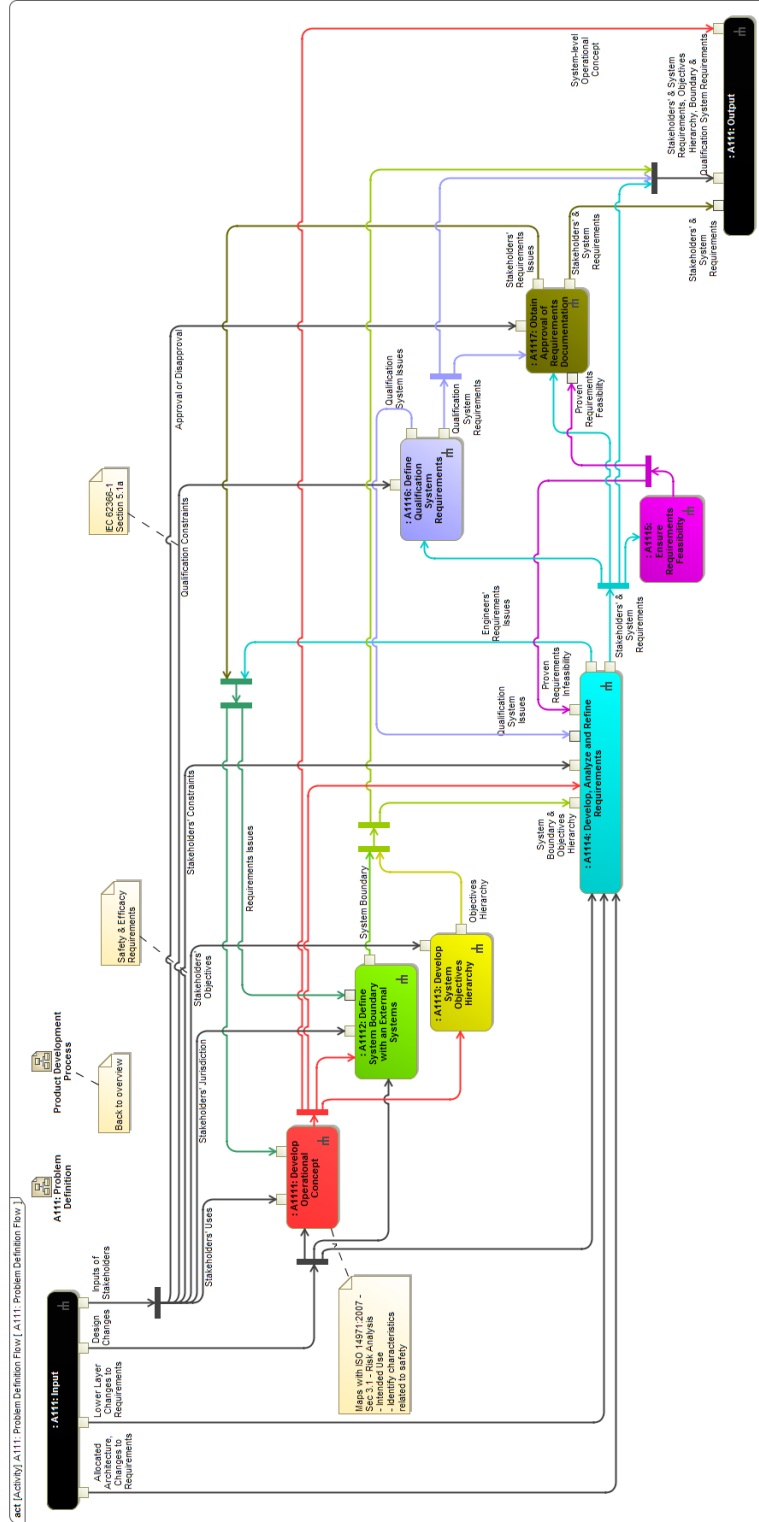 act [Activity] A111: Problem Definition Flow [ A111: Problem Definition Flow ]
: A111: Input
Allocated
Architecture,
Changes to
Requirements
Lower Layer
Changes to
Requirements
Design
Changes
Inputs of
Stakeholders
A111: Problem
Definition
Product Development
Process
Back to overview
Safety & Efficacy
Requirements
IEC 62366-1
Section 5.1a
Maps with ISO 14971:2007 -
Sec 3.1 - Risk Analysis
- Intended Use
- Identify characteristics
related to safety
Stakeholders' Uses
Stakeholders' Jurisdiction
Stakeholders'
Objectives
Stakeholders' Constraints
Qualification Constraints
Approval or Disapproval
Requirements Issues
: A1111: Develop
Operational
Concept
: A1112: Define
System Boundary
with an External
Systems
System Boundary
: A1113: Develop
System
Objectives
Hierarchy
Objectives
Hierarchy
System
Boundary &
Objectives
Hierarchy
: A1114: Develop, Analyze and Refine
Requirements
Qualification
System
Issues
Proven
Requirements
Infeasibility
Engineers'
Requirements
Issues
Stakeholders' &
System
Requirements
: A1115:
Ensure
Requirements
Feasibility
: A1116: Define
Qualification
System
Requirements
Qualification
System Issues
Qualification
System
Requirements
Proven
Requirements
Feasibility
: A1117: Obtain
Approval of
Requirements
Documentation
Stakeholders'
Requirements
Issues
Stakeholders' &
System
Requirements
Stakeholders' &
System
Requirements
System-level
Operational
Concept
Stakeholders' & System
Requirements, Objectives
Hierarchy, Boundary &
Qualification System Requirements
: A111: Output